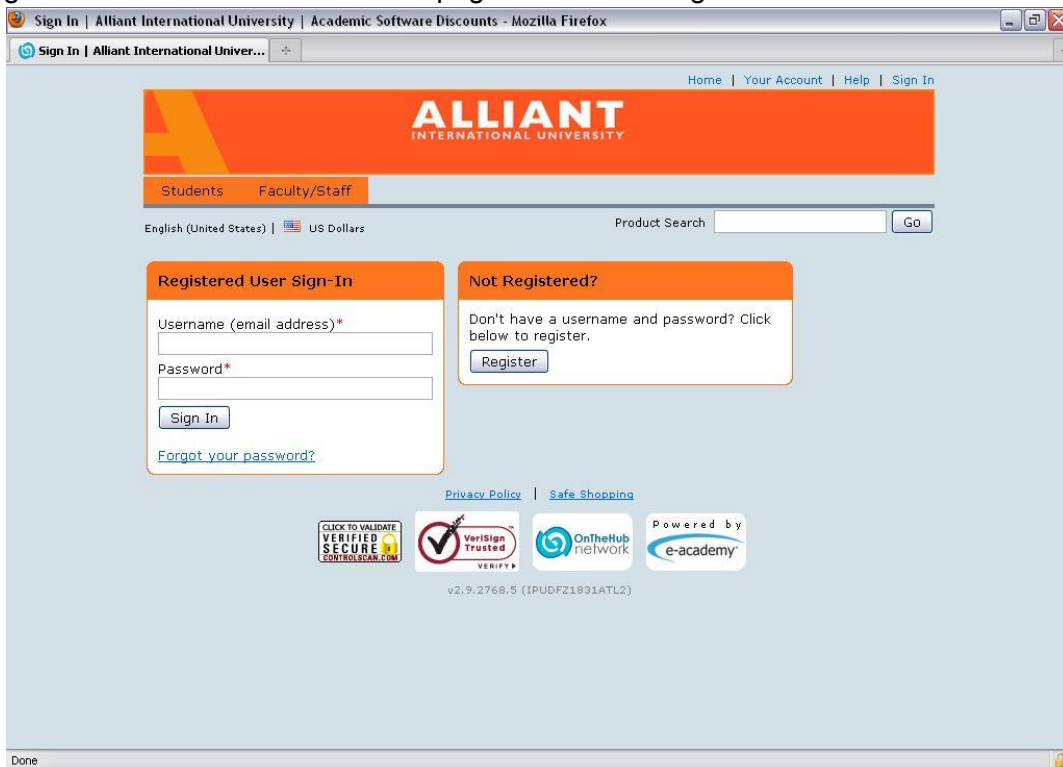 Sign In | Alliant International University | Academic Software Discounts - Mozilla Firefox
Sign In | Alliant International Univer...
Home | Your Account | Help | Sign In
ALLIANT
INTERNATIONAL UNIVERSITY
Students Faculty/Staff
English (United States) | US Dollars Product Search Go
Registered User Sign-In
Username (email address)*
Password*
Sign In
Forgot your password?
Not Registered?
Don't have a username and password? Click
below to register.
Register
Privacy Policy | Safe Shopping
CLICK TO VALIDATE
VERIFIED
SECURE
CONTROLSCAN.COM
VeriSign
Trusted
VERIFY
OnTheHub
network
Powered by
e-academy
v2.9.2768.5 (IPUDFZ1831ATL2)
Done